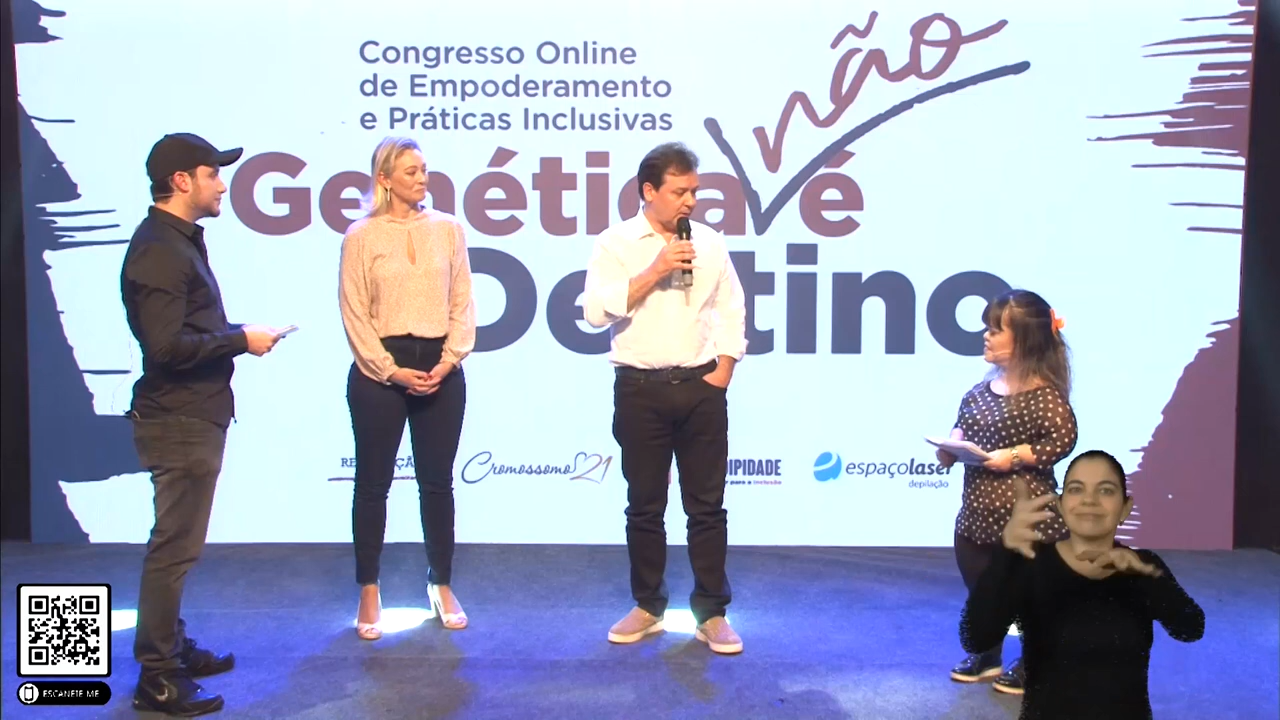 Congresso Online
de Empoderamento
e Práticas Inclusivas
não
Genética é
Destino
Cromossomo 21
espaçolaser
depilação
ESCANEIE-ME